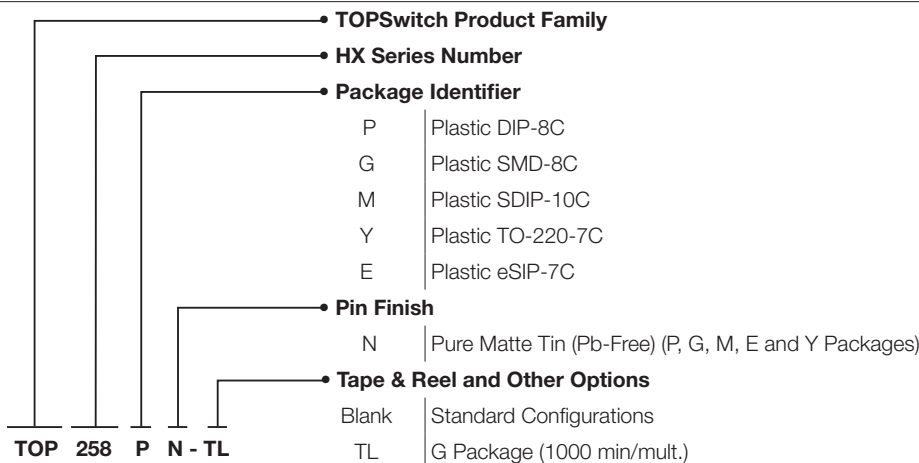 TOPSwitch Product Family
HX Series Number
Package Identifier
P Plastic DIP-8C
G Plastic SMD-8C
M Plastic SDIP-10C
Y Plastic TO-220-7C
E Plastic eSIP-7C
Pin Finish
N Pure Matte Tin (Pb-Free) (P, G, M, E and Y Packages)
Tape & Reel and Other Options
Blank Standard Configurations
TL G Package (1000 min/mult.)
TOP 258 P N - TL